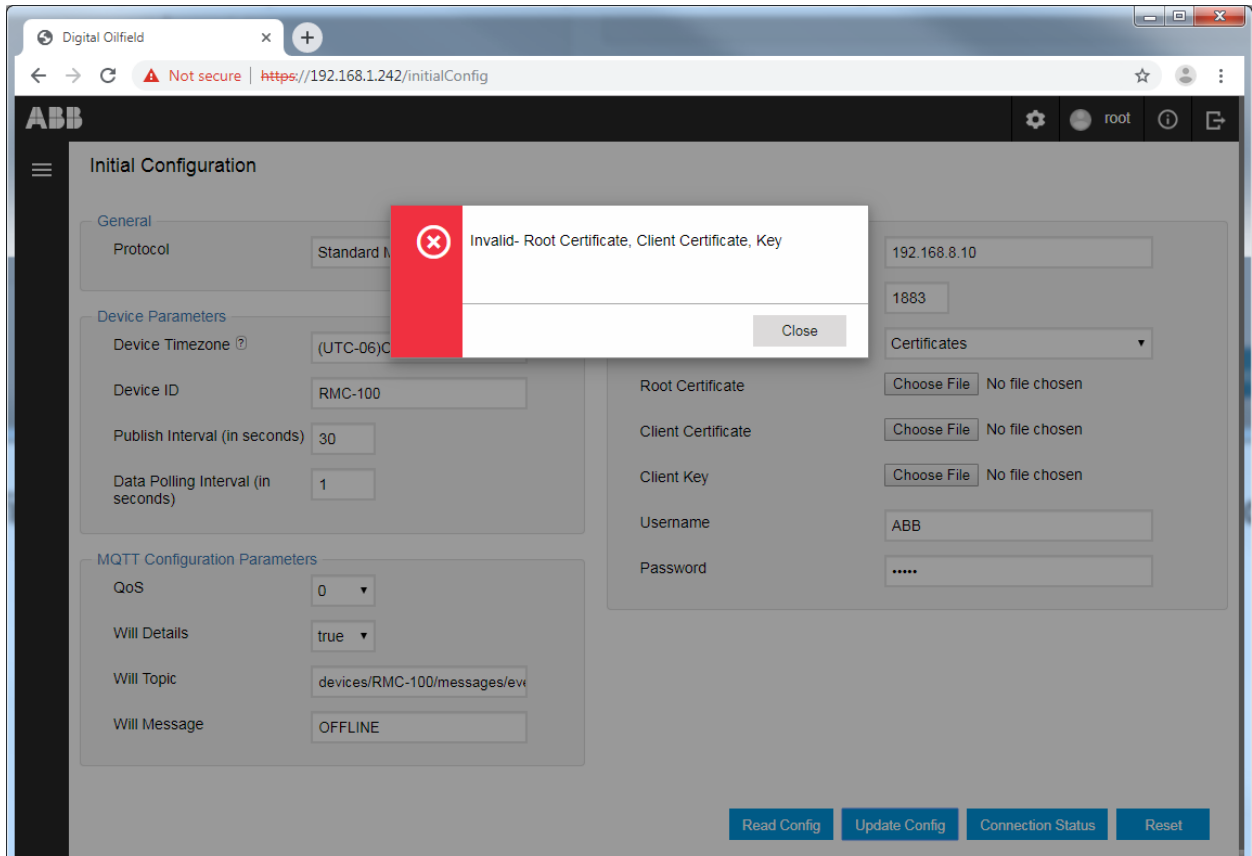 Digital Oilfield
Not secure | https://192.168.1.242/initialConfig
ABB
root
Initial Configuration
General
Protocol
Standard
Invalid- Root Certificate, Client Certificate, Key
Close
Device Parameters
Device Timezone ?
(UTC-06)
Device ID
RMC-100
Publish Interval (in seconds)
30
Data Polling Interval (in
seconds)
1
MQTT Configuration Parameters
QoS
0
Will Details
true
Will Topic
devices/RMC-100/messages/eve
Will Message
OFFLINE
192.168.8.10
1883
Certificates
Root Certificate
Choose File No file chosen
Client Certificate
Choose File No file chosen
Client Key
Choose File No file chosen
Username
ABB
Password
•••••
Read Config
Update Config
Connection Status
Reset